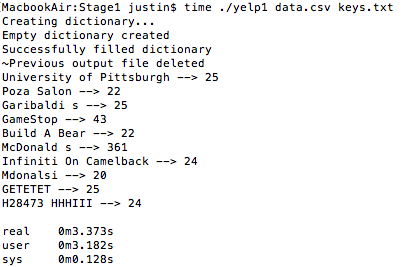 MacbookAir:Stage1 justin$ time ./yelp1 data.csv keys.txt
Creating dictionary...
Empty dictionary created
Successfully filled dictionary
~Previous output file deleted
University of Pittsburgh --> 25
Poza Salon --> 22
Garibaldi s --> 25
GameStop --> 43
Build A Bear --> 22
McDonald s --> 361
Infiniti On Camelback --> 24
Mdonalsi --> 20
GETETET --> 25
H28473 HHHIII --> 24
real    0m3.373s
user    0m3.182s
sys     0m0.128s